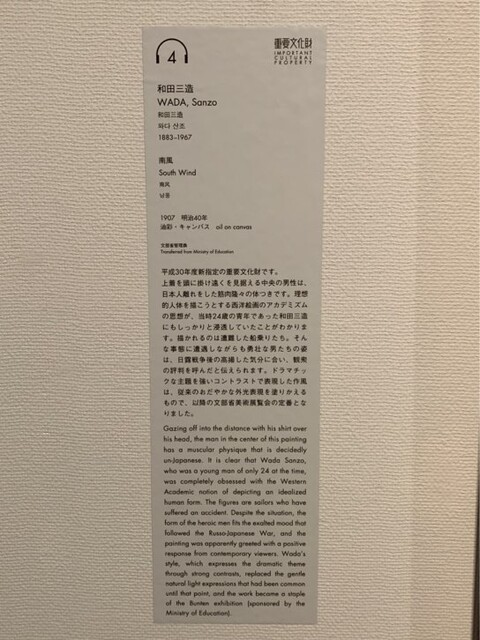 4
重要文化財
IMPORTANT
CULTURAL
PROPERTY
和田三造
WADA, Sanzo
和田三造
와다 산조
1883–1967
南風
South Wind
南风
남풍
1907 明治40年
油彩・キャンバス oil on canvas
文部省管理換
Transferred from Ministry of Education
平成30年度新指定の重要文化財です。
上着を頭に掛け遠くを見据える中央の男性は、
日本人離れをした筋肉隆々の体つきです。理想
的人体を描こうとする西洋絵画のアカデミズム
の思想が、当時24歳の青年であった和田三造
にもしっかりと浸透していたことがわかりま
す。描かれるのは遭難した船乗りたち。そん
な事態に遭遇しながらも勇壮な男たちの姿
は、日露戦争後の高揚した気分に合い、観衆
の評判を呼んだと伝えられます。ドラマチッ
クな主題を強いコントラストで表現した作風
は、従来のおだやかな外光表現を塗りかえる
もので、以降の文部省美術展覧会の定番とな
りました。
Gazing off into the distance with his shirt over
his head, the man in the center of this painting
has a muscular physique that is decidedly
un-Japanese. It is clear that Wada Sanzo,
who was a young man of only 24 at the time,
was completely obsessed with the Western
Academic notion of depicting an idealized
human form. The figures are sailors who have
suffered an accident. Despite the situation, the
form of the heroic men fits the exalted mood that
followed the Russo-Japanese War, and the
painting was apparently greeted with a positive
response from contemporary viewers. Wada's
style, which expresses the dramatic theme
through strong contrasts, replaced the gentle
natural light expressions that had been common
until that point, and the work became a staple
of the Bunten exhibition (sponsored by the
Ministry of Education).